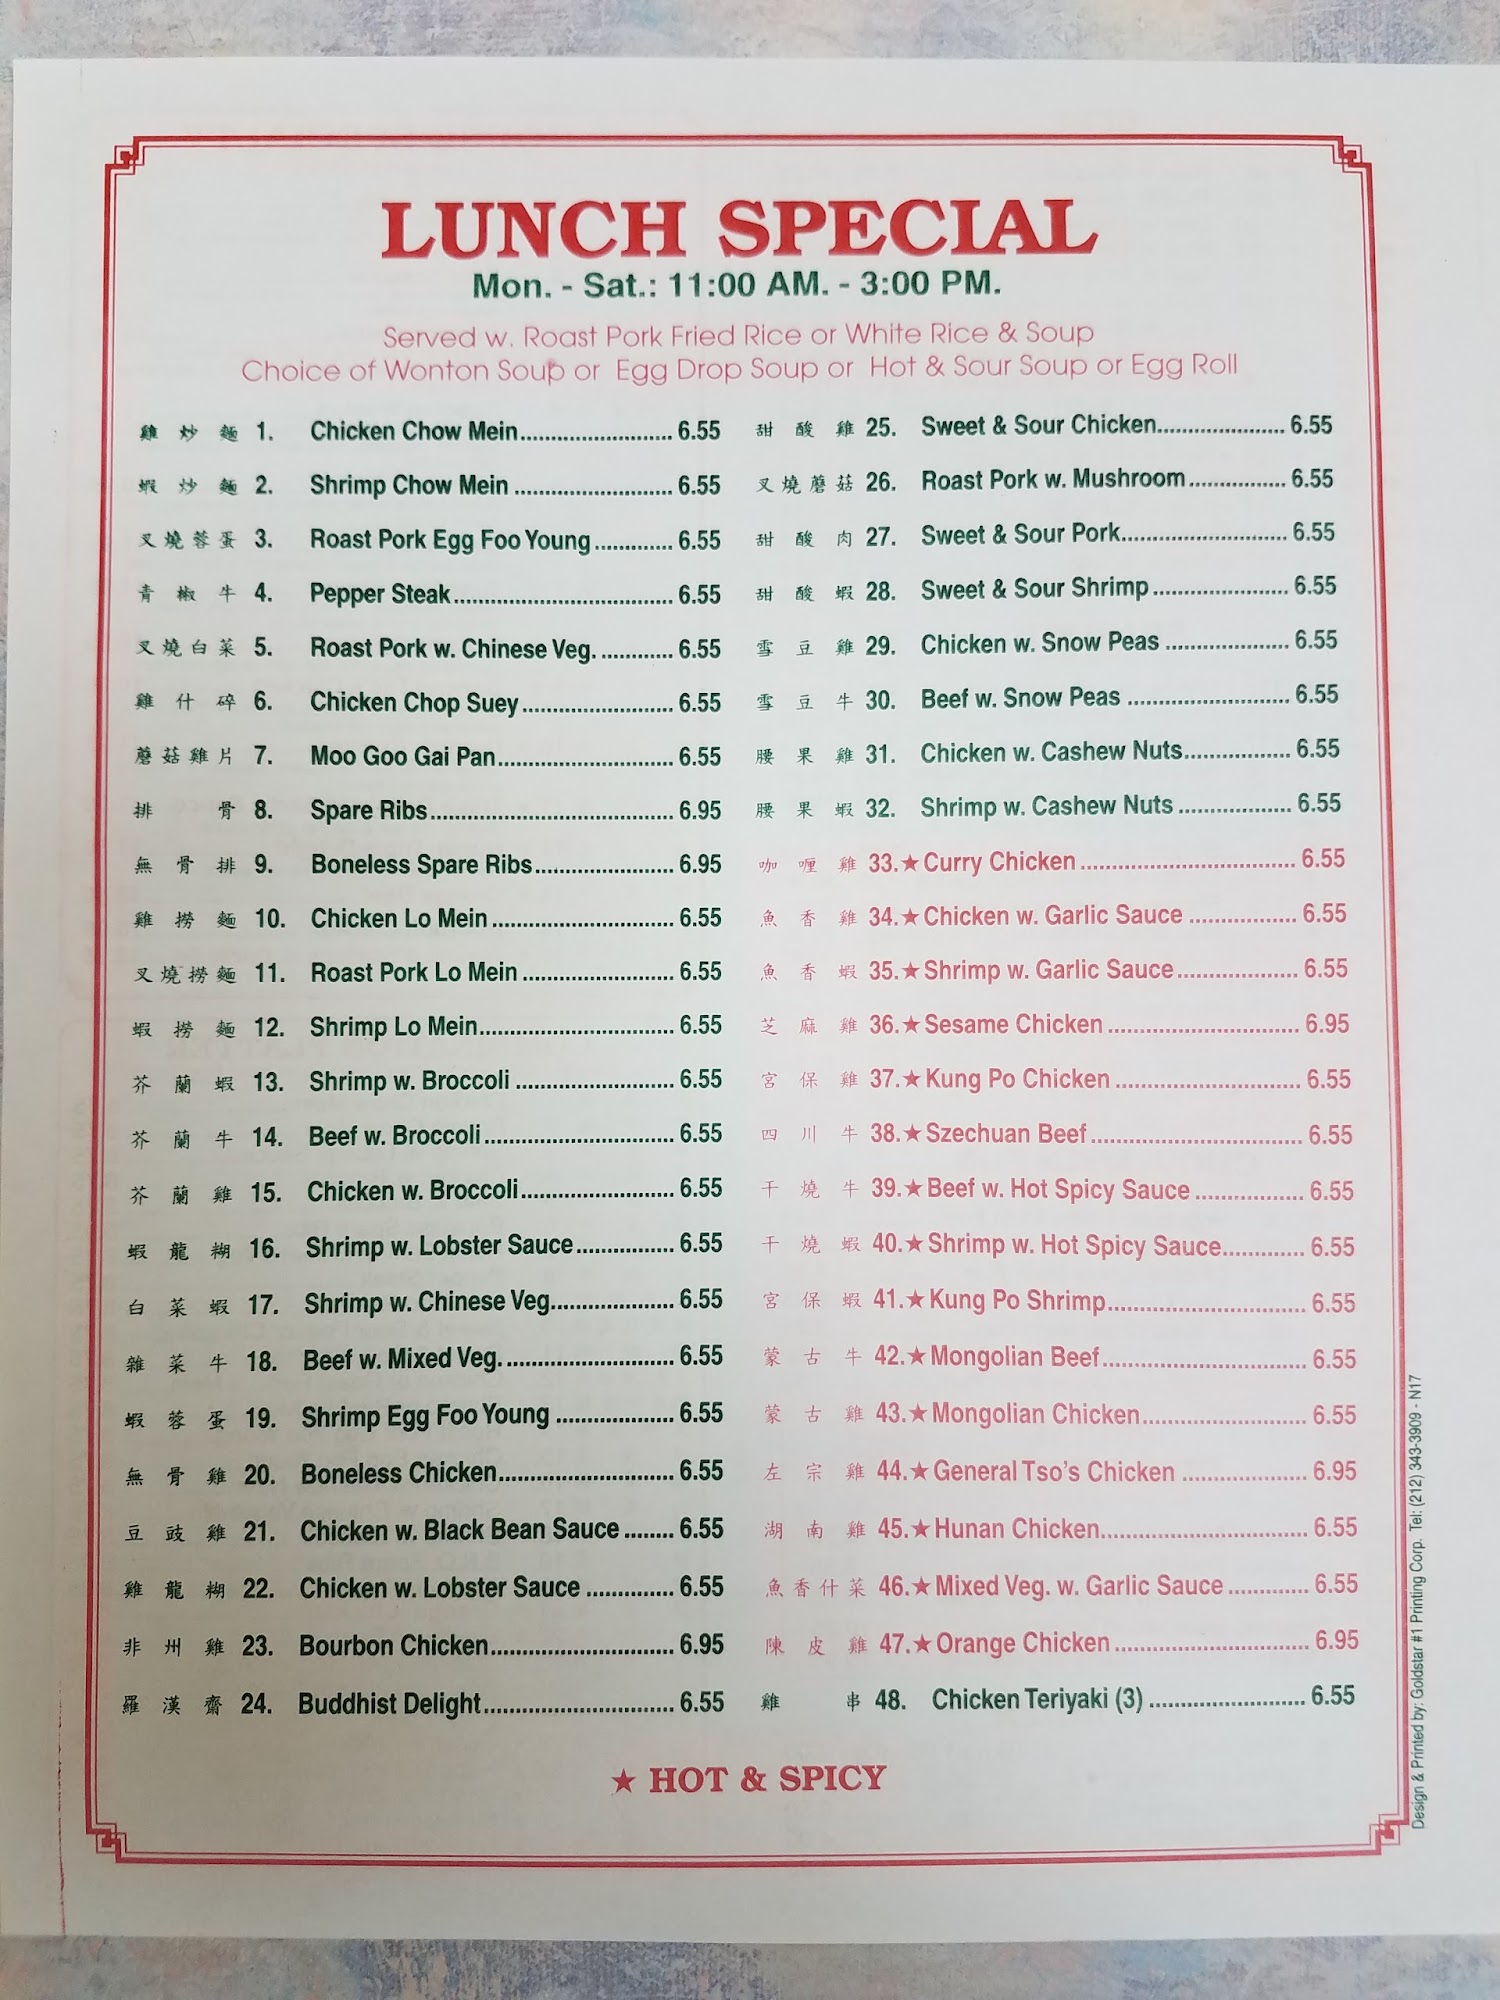 LUNCH SPECIAL
Mon. - Sat.: 11:00 AM. - 3:00 PM.
Served w. Roast Pork Fried Rice or White Rice & Soup
Choice of Wonton Soup or Egg Drop Soup or Hot & Sour Soup or Egg Roll
雞炒麵 1. Chicken Chow Mein 6.55
蝦炒麵 2. Shrimp Chow Mein 6.55
叉燒蓉蛋 3. Roast Pork Egg Foo Young 6.55
青椒牛 4. Pepper Steak 6.55
叉燒白菜 5. Roast Pork w. Chinese Veg. 6.55
雞什碎 6. Chicken Chop Suey 6.55
蘑菇雞片 7. Moo Goo Gai Pan 6.55
排骨 8. Spare Ribs 6.95
無骨排 9. Boneless Spare Ribs 6.95
雞撈麵 10. Chicken Lo Mein 6.55
叉燒撈麵 11. Roast Pork Lo Mein 6.55
蝦撈麵 12. Shrimp Lo Mein 6.55
芥蘭蝦 13. Shrimp w. Broccoli 6.55
芥蘭牛 14. Beef w. Broccoli 6.55
芥蘭雞 15. Chicken w. Broccoli 6.55
蝦龍糊 16. Shrimp w. Lobster Sauce 6.55
白菜蝦 17. Shrimp w. Chinese Veg. 6.55
雜菜牛 18. Beef w. Mixed Veg. 6.55
蝦蓉蛋 19. Shrimp Egg Foo Young 6.55
無骨雞 20. Boneless Chicken 6.55
豆豉雞 21. Chicken w. Black Bean Sauce 6.55
雞龍糊 22. Chicken w. Lobster Sauce 6.55
非州雞 23. Bourbon Chicken 6.95
羅漢齋 24. Buddhist Delight 6.55
甜酸雞 25. Sweet & Sour Chicken 6.55
叉燒蘑菇 26. Roast Pork w. Mushroom 6.55
甜酸肉 27. Sweet & Sour Pork 6.55
甜酸蝦 28. Sweet & Sour Shrimp 6.55
雪豆雞 29. Chicken w. Snow Peas 6.55
雪豆牛 30. Beef w. Snow Peas 6.55
腰果雞 31. Chicken w. Cashew Nuts 6.55
腰果蝦 32. Shrimp w. Cashew Nuts 6.55
咖喱雞 33.★ Curry Chicken 6.55
魚香雞 34.★ Chicken w. Garlic Sauce 6.55
魚香蝦 35.★ Shrimp w. Garlic Sauce 6.55
芝麻雞 36.★ Sesame Chicken 6.95
宮保雞 37.★ Kung Po Chicken 6.55
四川牛 38.★ Szechuan Beef 6.55
干燒牛 39.★ Beef w. Hot Spicy Sauce 6.55
干燒蝦 40.★ Shrimp w. Hot Spicy Sauce 6.55
宮保蝦 41.★ Kung Po Shrimp 6.55
蒙古牛 42.★ Mongolian Beef 6.55
蒙古雞 43.★ Mongolian Chicken 6.55
左宗雞 44.★ General Tso's Chicken 6.95
湖南雞 45.★ Hunan Chicken 6.55
魚香什菜 46.★ Mixed Veg. w. Garlic Sauce 6.55
陳皮雞 47.★ Orange Chicken 6.95
雞串 48. Chicken Teriyaki (3) 6.55
★ HOT & SPICY
Design & Printed by: Goldstar #1 Printing Corp. Tel: (212) 343-3909 - N17